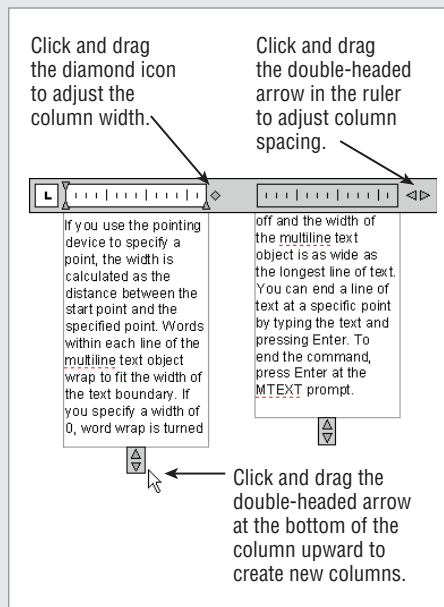 Click and drag
the diamond icon
to adjust the
column width.
Click and drag
the double-headed
arrow in the ruler
to adjust column
spacing.
L
If you use the pointing
device to specify a
point, the width is
calculated as the
distance between the
start point and the
specified point. Words
within each line of the
multiline text object
wrap to fit the width of
the text boundary. If
you specify a width of
0, word wrap is turned
off and the width of
the multiline text
object is as wide as
the longest line of text.
You can end a line of
text at a specific point
by typing the text and
pressing Enter. To
end the command,
press Enter at the
MTEXT prompt.
Click and drag the
double-headed arrow
at the bottom of the
column upward to
create new columns.